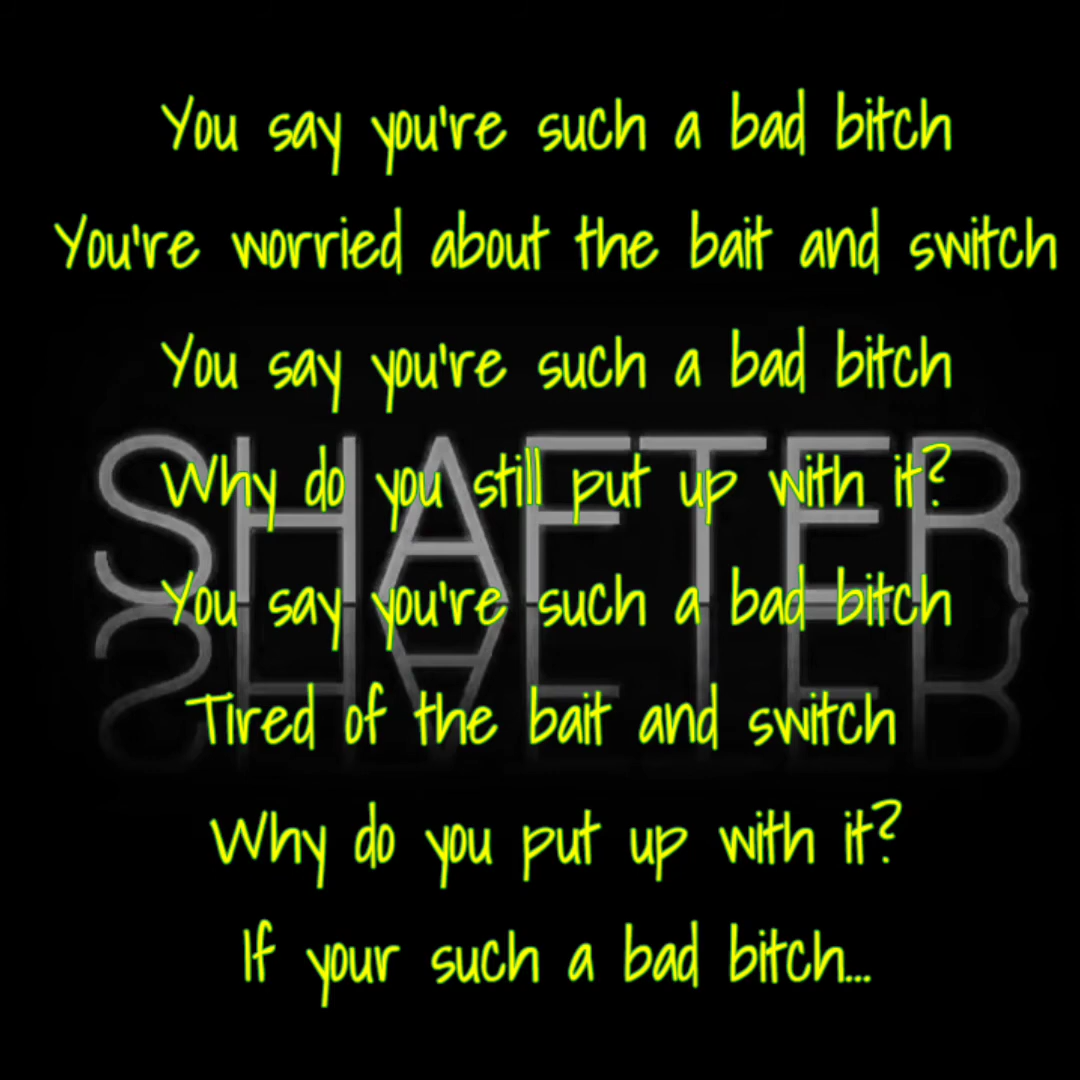 You say you're such a bad bitch
You're worried about the bait and switch
You say you're such a bad bitch
Why do you still put up with it?
SHAFTER
You say you're such a bad bitch
Tired of the bait and switch
Why do you put up with it?
If your such a bad bitch...